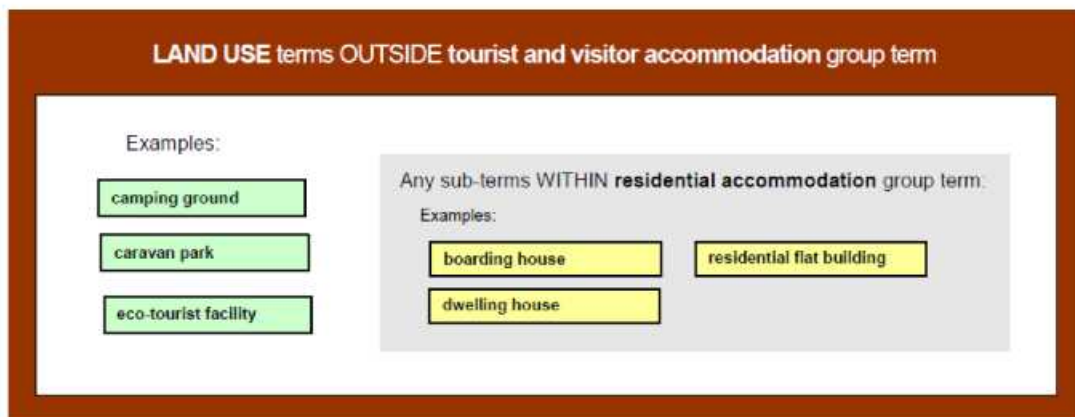 LAND USE terms OUTSIDE tourist and visitor accommodation group term
Examples:
camping ground
caravan park
eco-tourist facility
Any sub-terms WITHIN residential accommodation group term:
Examples:
boarding house
residential flat building
dwelling house